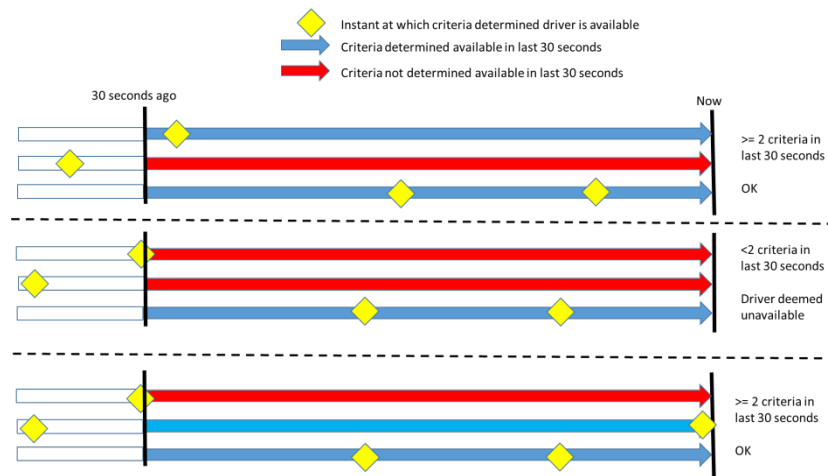 Instant at which criteria determined driver is available
Criteria determined available in last 30 seconds
Criteria not determined available in last 30 seconds
30 seconds ago
Now
>= 2 criteria in
last 30 seconds
OK
<2 criteria in
last 30 seconds
Driver deemed
unavailable
>= 2 criteria in
last 30 seconds
OK